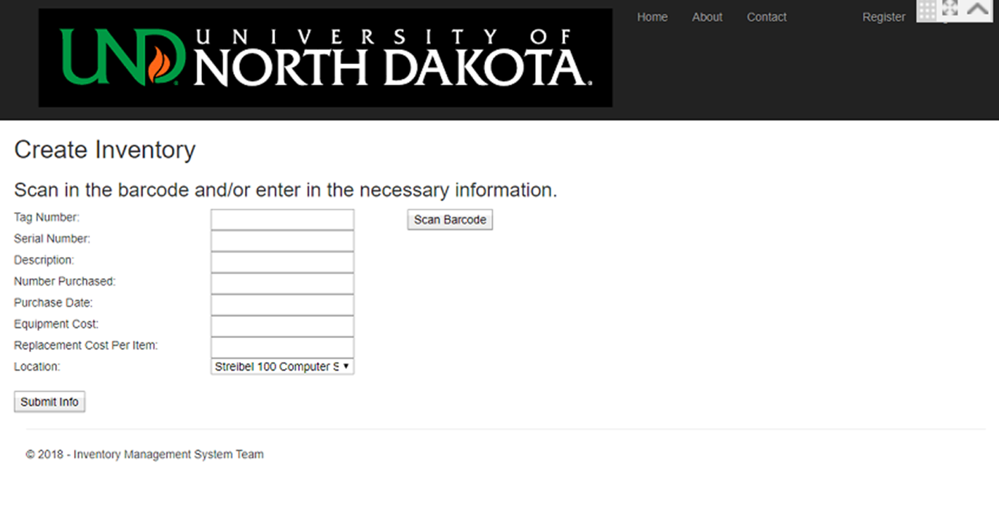 UND
UNIVERSITY OF
NORTH DAKOTA.
Home About Contact Register
Create Inventory
Scan in the barcode and/or enter in the necessary information.
Tag Number: Scan Barcode
Serial Number:
Description:
Number Purchased:
Purchase Date:
Equipment Cost:
Replacement Cost Per Item:
Location: Streibel 100 Computer S
Submit Info
© 2018 - Inventory Management System Team